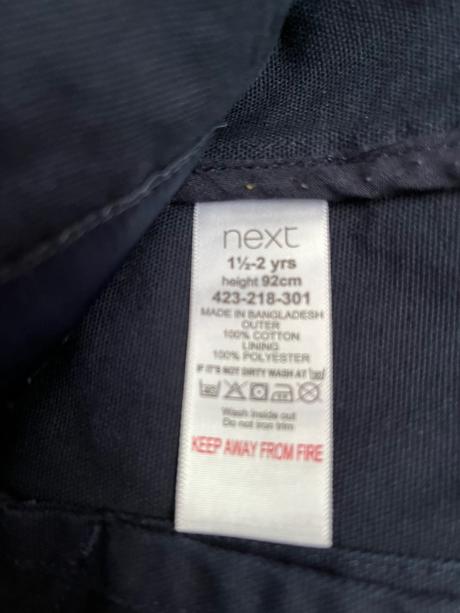 next
1½-2 yrs
height 92cm
423-218-301
MADE IN BANGLADESH
OUTER
100% COTTON
LINING
100% POLYESTER
IF IT'S NOT DIRTY WASH AT 30
Wash inside out
Do not iron trim
KEEP AWAY FROM FIRE